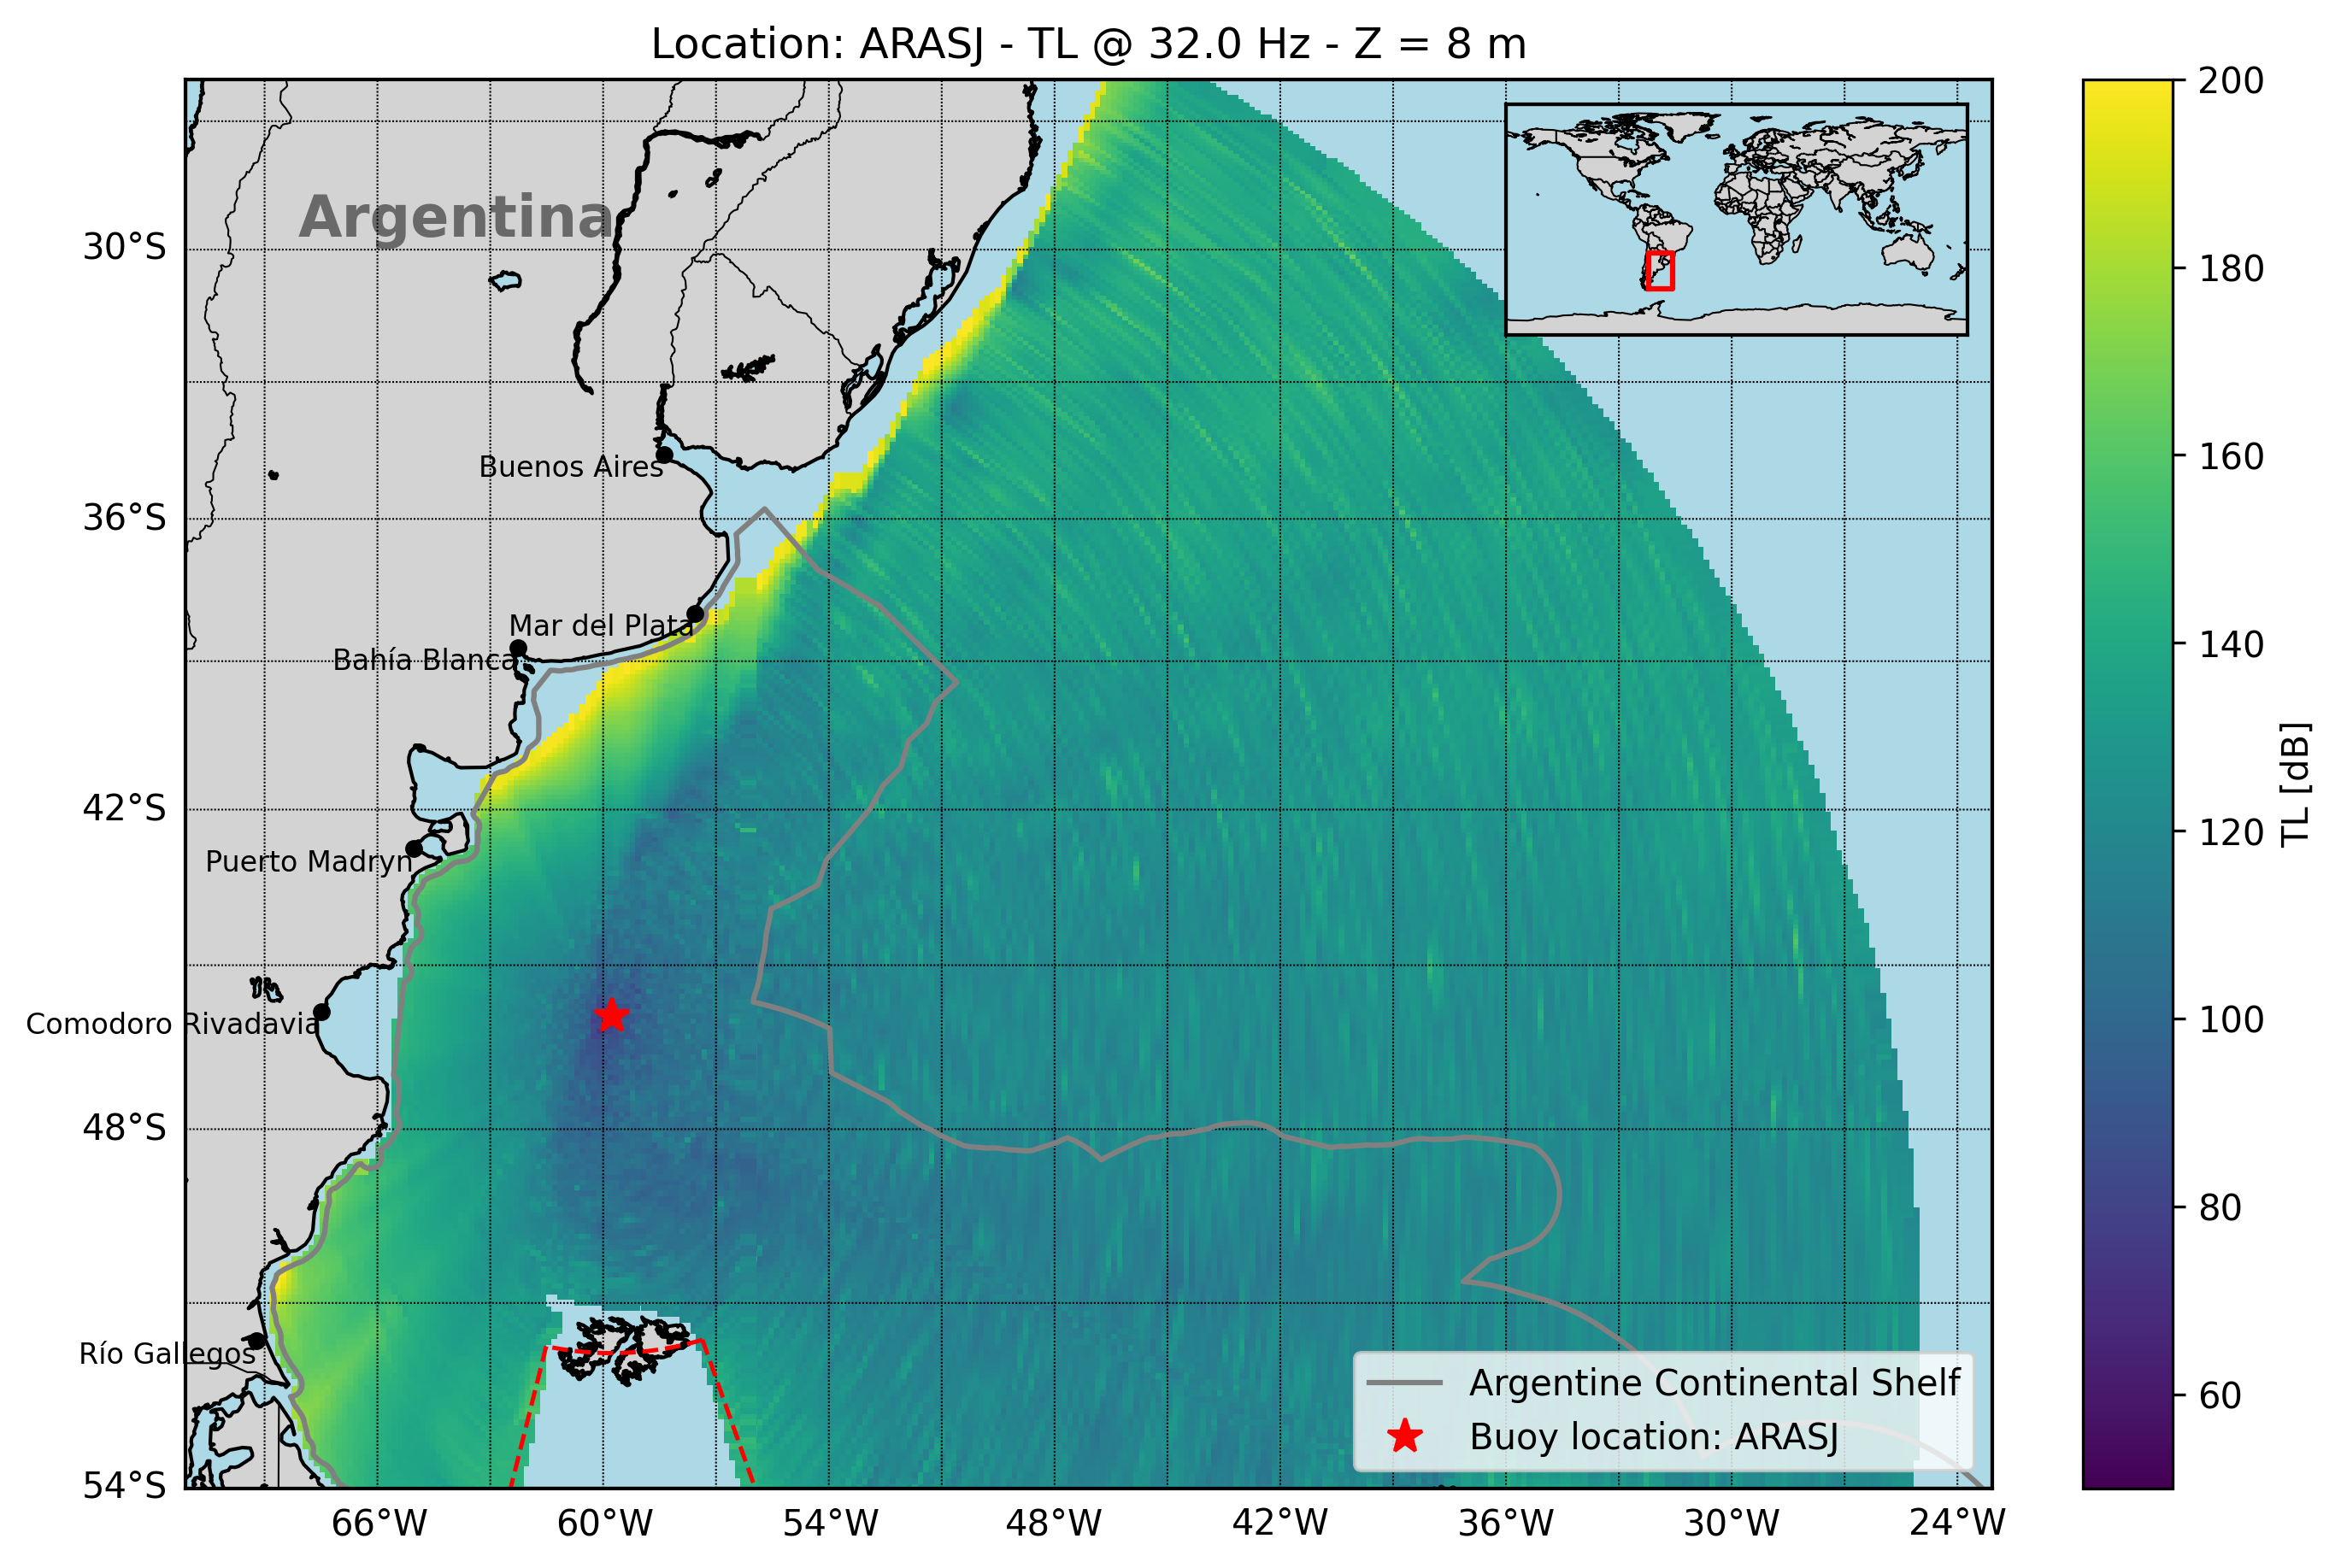 Location: ARASJ - TL @ 32.0 Hz - Z = 8 m
Argentina
Buenos Aires
Mar del Plata
Bahía Blanca
Puerto Madryn
Comodoro Rivadavia
Río Gallegos
30°S
36°S
42°S
48°S
54°S
66°W
60°W
54°W
48°W
42°W
36°W
30°W
24°W
Argentine Continental Shelf
Buoy location: ARASJ
200
180
160
140
120
100
80
60
TL [dB]